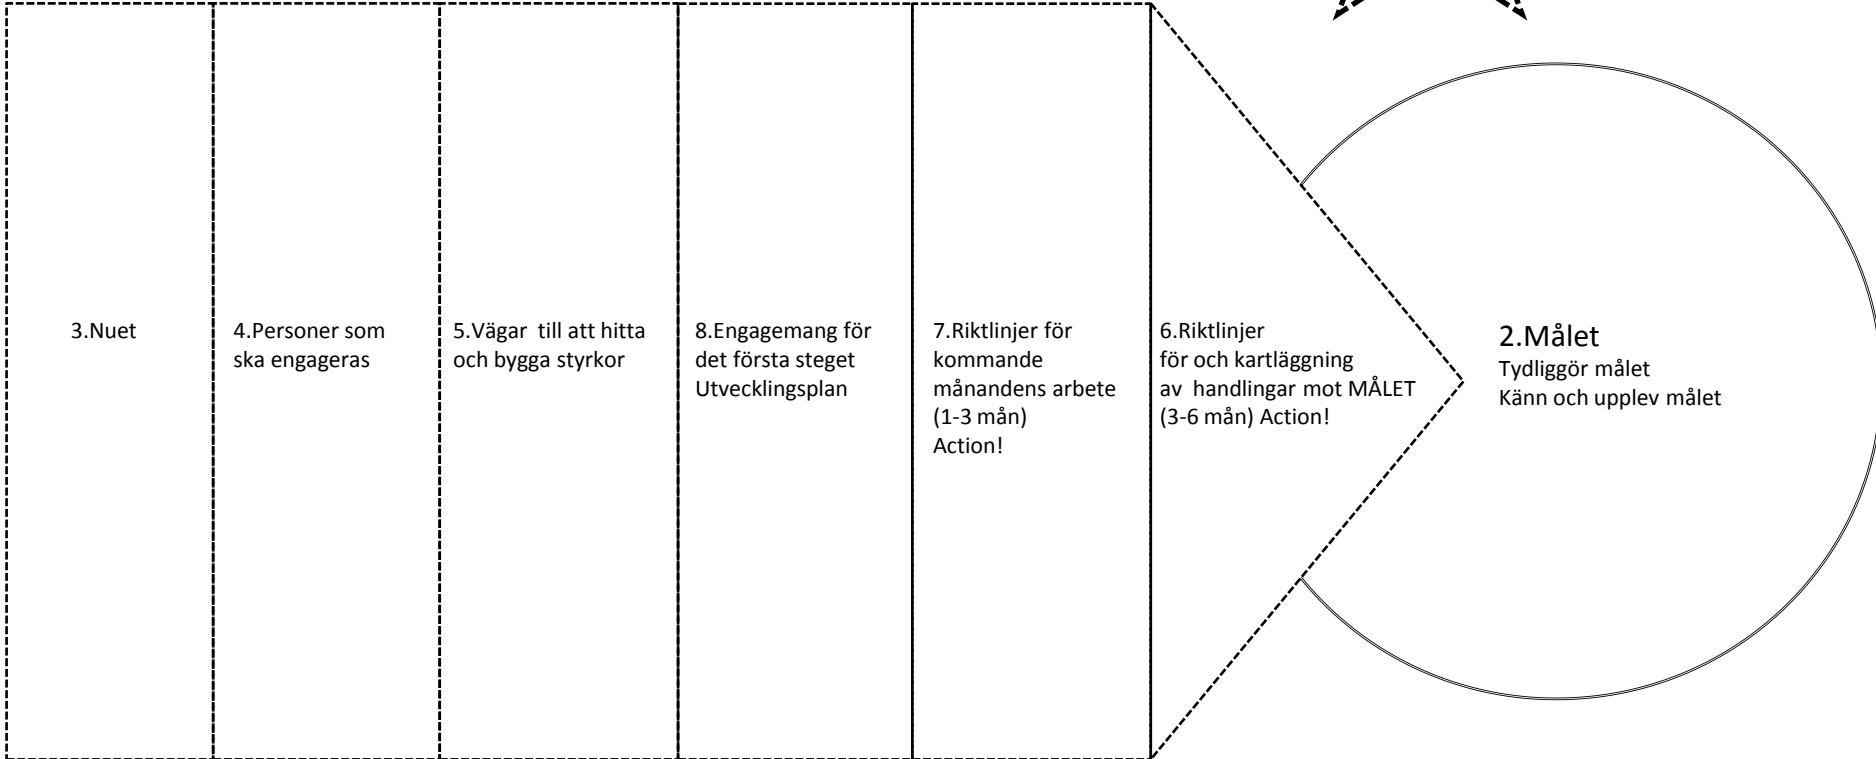 3.Nuet
4.Personer som
ska engageras
5.Vägar  till att hitta
och bygga styrkor
8.Engagemang för
det första steget
Utvecklingsplan
7.Riktlinjer för
kommande
månandens arbete
(1-3 mån)
Action!
6.Riktlinjer
för och kartläggning
av  handlingar mot MÅLET
(3-6 mån) Action!
2.Målet
Tydliggör målet
Känn och upplev målet